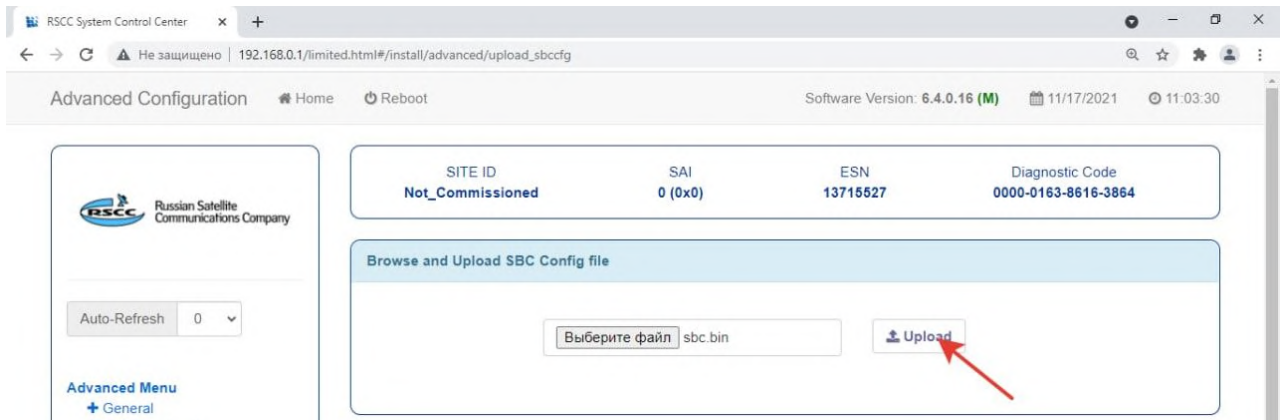 RSCC System Control Center
Не защищено | 192.168.0.1/limited.html#/install/advanced/upload_sbccfg
Advanced Configuration Home Reboot Software Version: 6.4.0.16 (M) 11/17/2021 11:03:30
RSCC
Russian Satellite
Communications Company
SITE ID SAI ESN Diagnostic Code
Not_Commissioned 0 (0x0) 13715527 0000-0163-8616-3864
Browse and Upload SBC Config file
Auto-Refresh 0
Выберите файл sbc.bin Upload
Advanced Menu
General